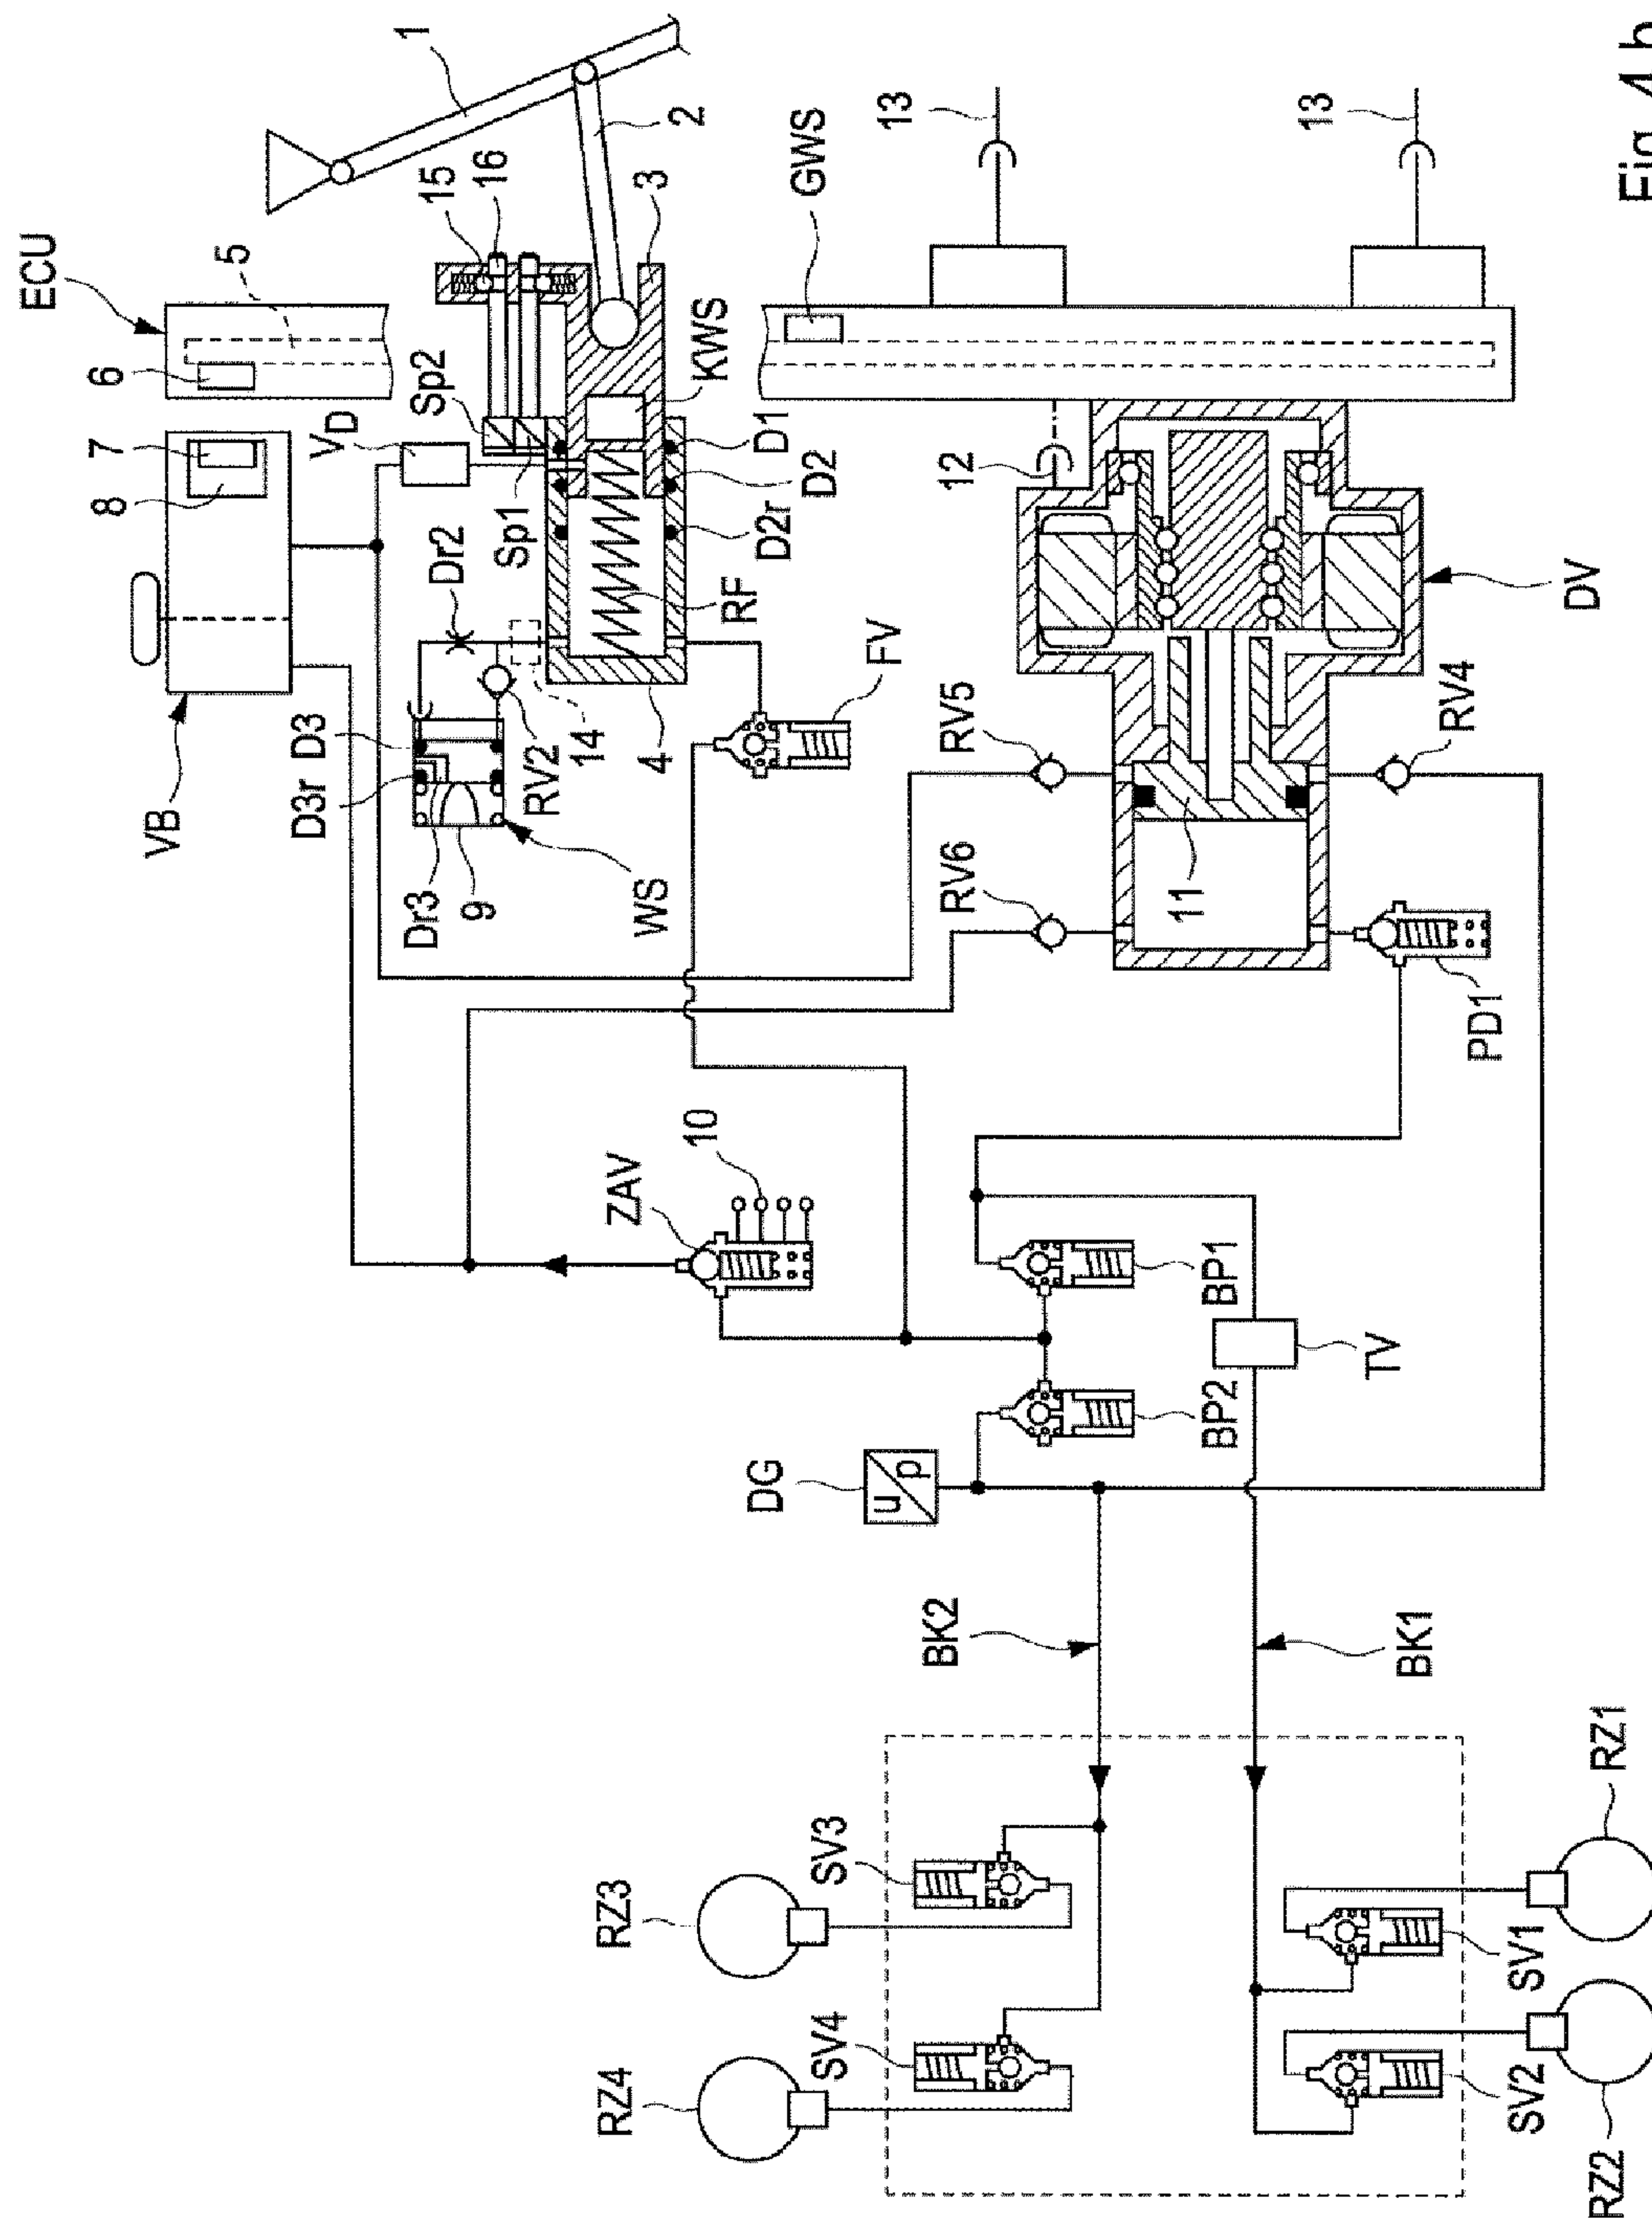 ECU
5
6
7
8
VD
Sp2
Sp1
1
2
15
16
3
KWS
D1
D2
D2r
RF
Dr2
4
14
RV2
D3
D3r
Dr3
9
WS
VB
FV
13
13
GWS
12
DV
RV5
RV4
RV6
11
PD1
ZAV
10
BP1
BP2
TV
DG
u
p
BK2
BK1
RZ3
SV3
RZ4
SV4
RZ1
SV1
RZ2
SV2
Fig. 4b